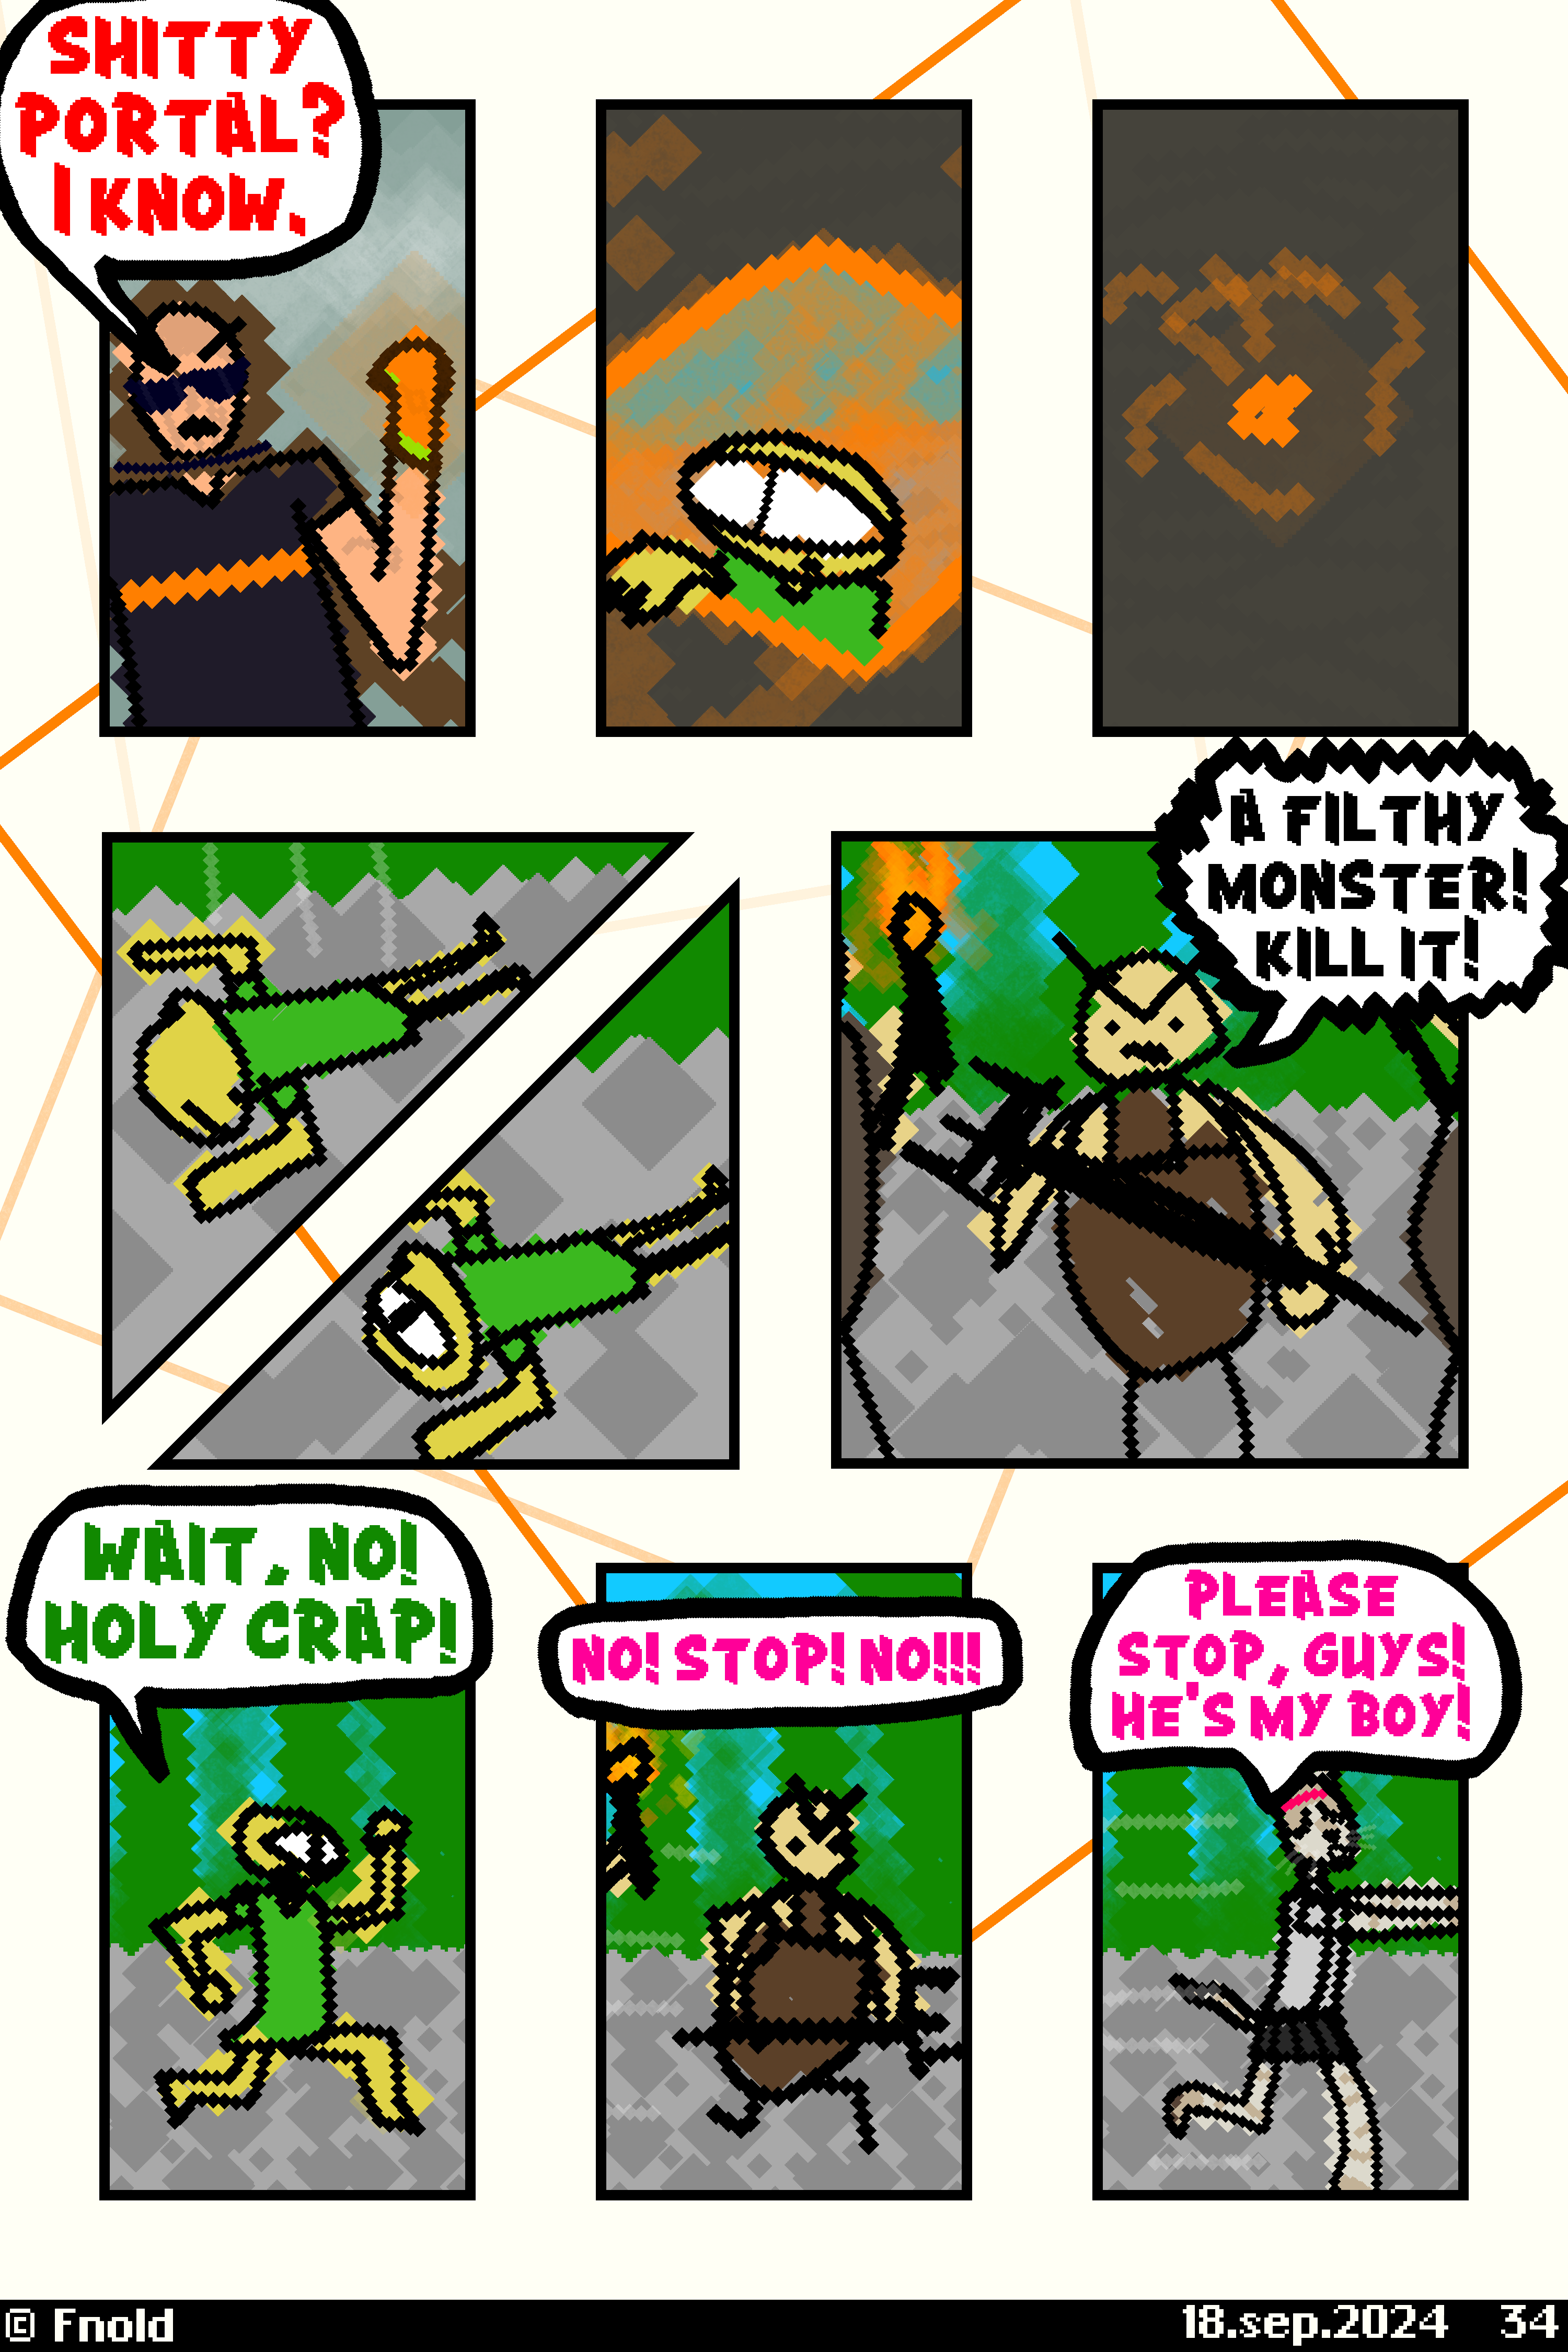 SHITTY
PORTAL?
I KNOW.
A FILTHY
MONSTER!
KILL IT!
WAIT, NO!
HOLY CRAP!
NO! STOP! NO!!!
PLEASE
STOP, GUYS!
HE'S MY BOY!
© Fnold
18.sep.2024 34